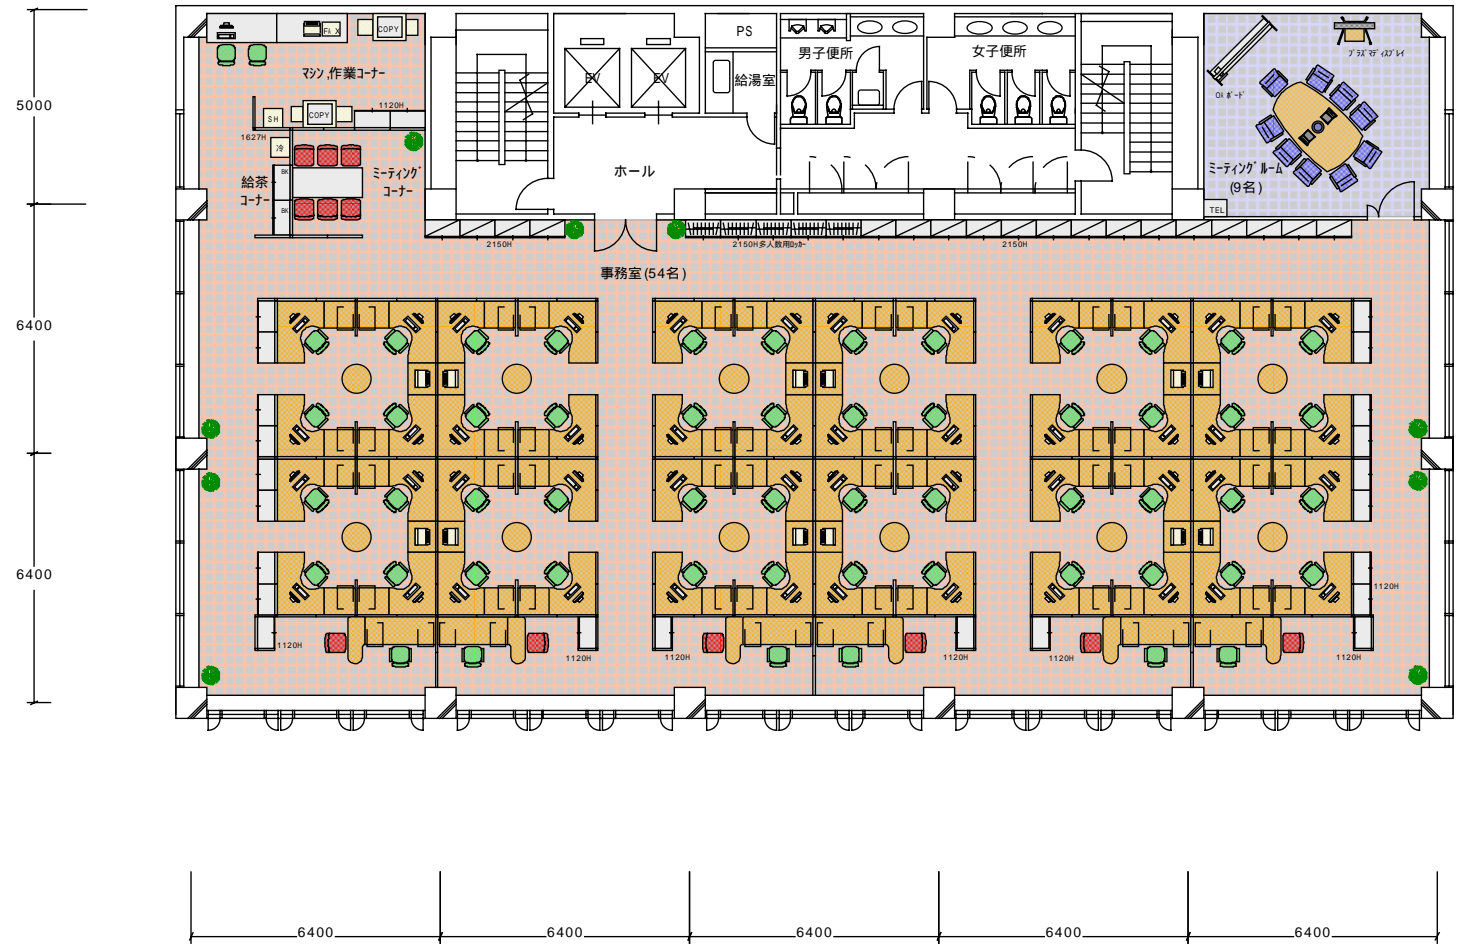 5000
6400
6400
FAX
COPY
マシン,作業コーナー
1120H
SH
COPY
1627H
冷
BK
給茶
コーナー
BK
ミーティング
コーナー
EV
EV
PS
給湯室
男子便所
女子便所
ホール
プラズマディスプレイ
OAボード
ミーティングルーム
(9名)
TEL
2150H
2150H多人数用ロッカー
2150H
事務室(54名)
1120H
1120H
1120H
1120H
1120H
1120H
1120H
6400
6400
6400
6400
6400